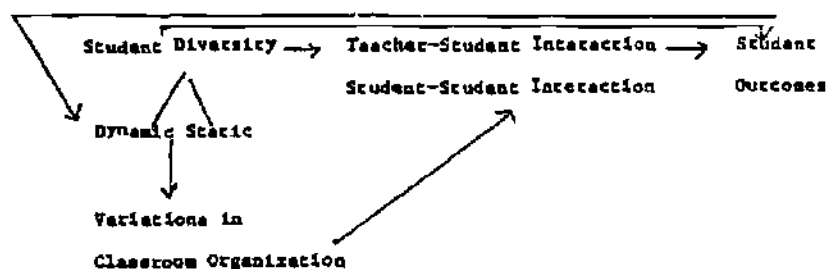 Student Diversity Teacher-Student Interaction Student
Student-Student Interaction Outcomes
Dynamic Static
Variations in
Classroom Organization